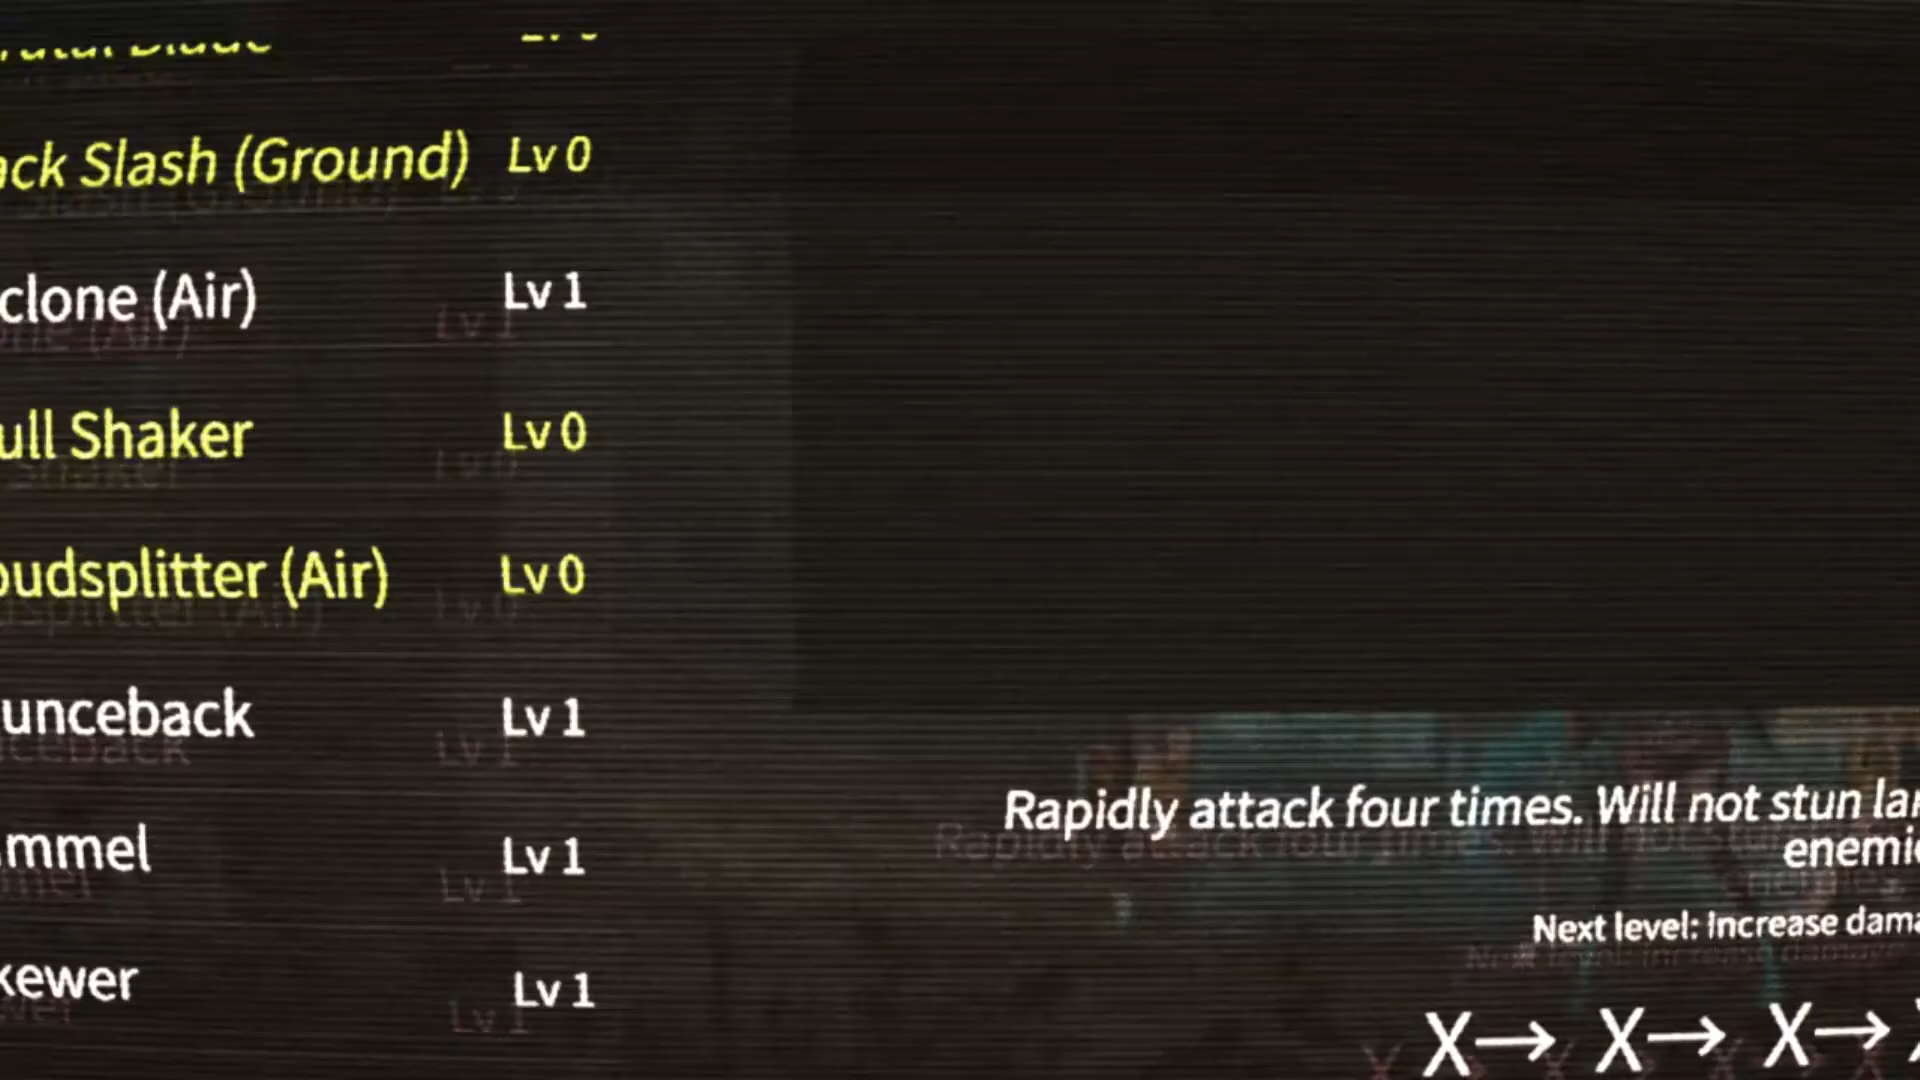 ack Slash (Ground) Lv 0
clone (Air) Lv 1
ull Shaker Lv 0
oudsplitter (Air) Lv 0
unceback Lv 1
mmel Lv 1
kewer Lv 1
Rapidly attack four times. Will not stun lar
enemie
Next level: Increase dama
X→ X→ X→